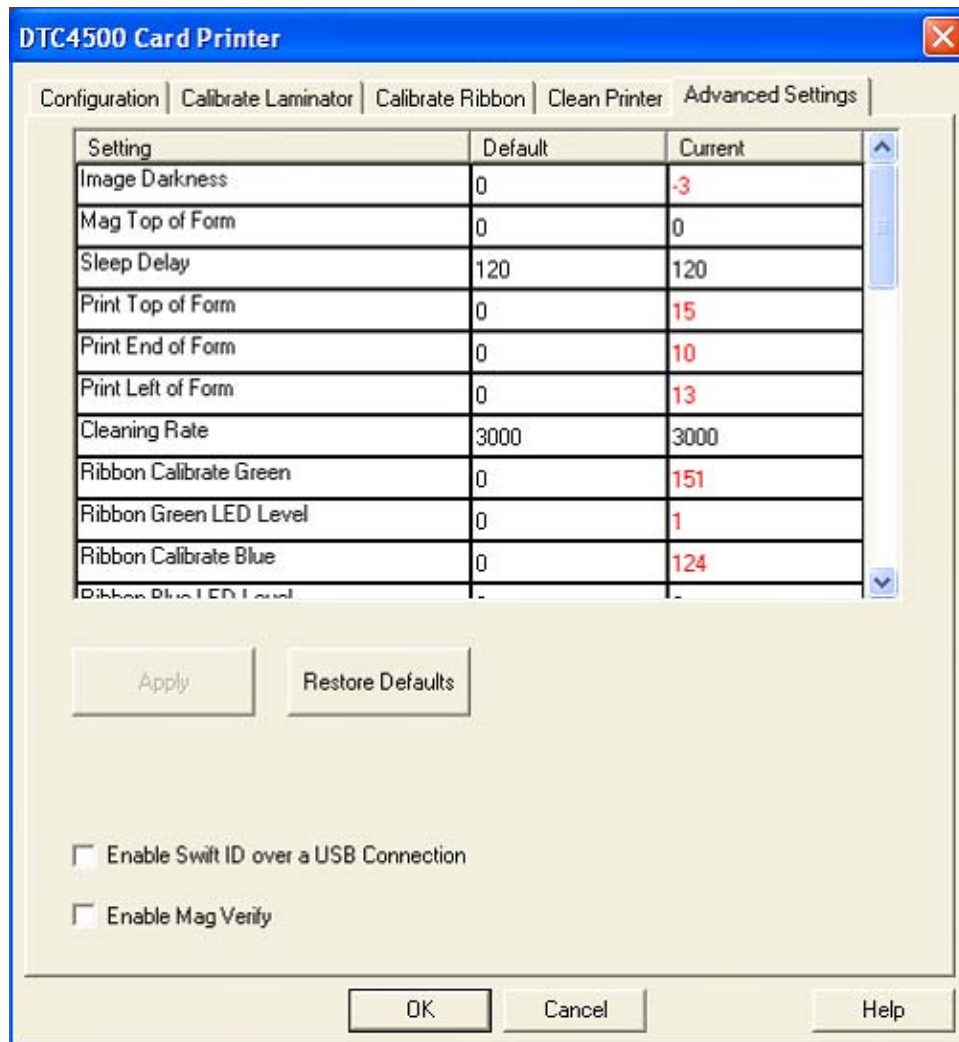 DTC4500 Card Printer
Configuration Calibrate Laminator Calibrate Ribbon Clean Printer Advanced Settings
Setting Default Current
Image Darkness 0 -3
Mag Top of Form 0 0
Sleep Delay 120 120
Print Top of Form 0 15
Print End of Form 0 10
Print Left of Form 0 13
Cleaning Rate 3000 3000
Ribbon Calibrate Green 0 151
Ribbon Green LED Level 0 1
Ribbon Calibrate Blue 0 124
Ribbon Blue LED Level
Apply Restore Defaults
Enable Swift ID over a USB Connection
Enable Mag Verify
OK Cancel Help